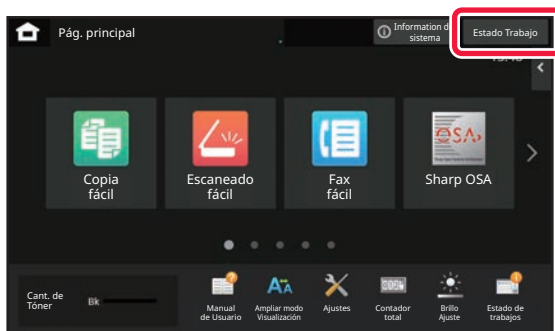 Pág. principal
Information d
sistema
Estado Trabajo
Copia
fácil
Escaneado
fácil
Fax
fácil
OSA
Sharp OSA
Cant. de
Tóner
Bk
Manual
de Usuario
Ampliar modo
Visualización
Ajustes
Contador
total
Brillo
Ajuste
Estado de
trabajos